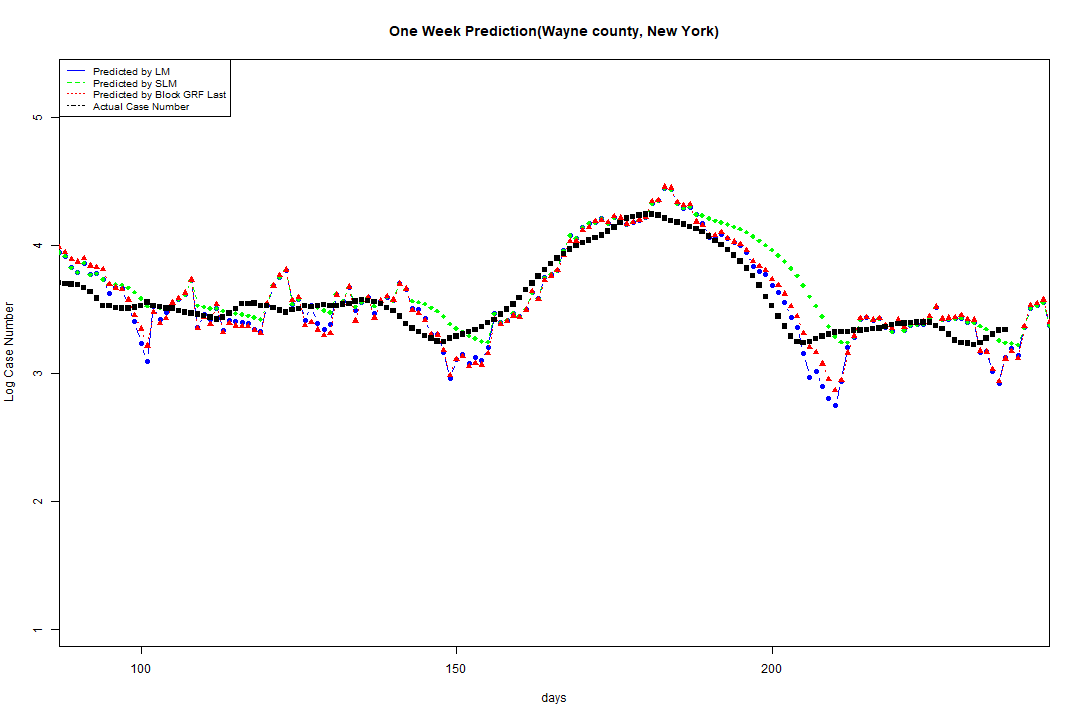 One Week Prediction(Wayne county, New York)
Predicted by LM
Predicted by SLM
Predicted by Block GRF Last
Actual Case Number
5
4
3
2
1
Log Case Number
100
150
200
days